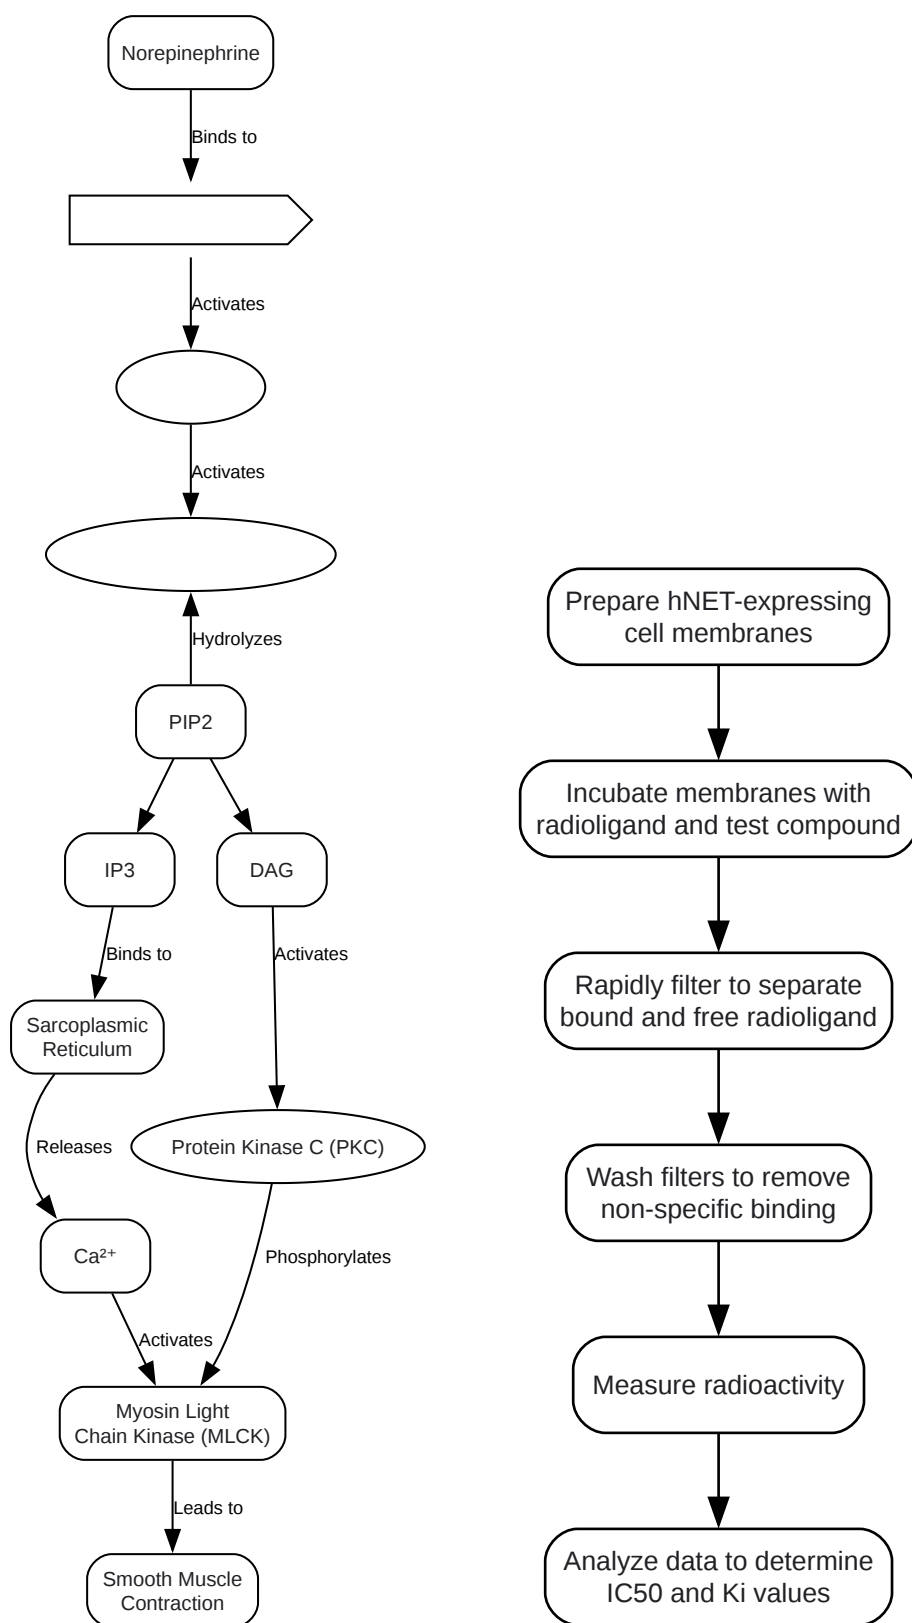 Norepinephrine
Binds to
Activates
Activates
Hydrolyzes
PIP2
IP3
DAG
Binds to
Activates
Sarcoplasmic
Reticulum
Releases
Protein Kinase C (PKC)
Ca²⁺
Phosphorylates
Activates
Myosin Light
Chain Kinase (MLCK)
Leads to
Smooth Muscle
Contraction
Prepare hNET-expressing
cell membranes
Incubate membranes with
radioligand and test compound
Rapidly filter to separate
bound and free radioligand
Wash filters to remove
non-specific binding
Measure radioactivity
Analyze data to determine
IC50 and Ki values